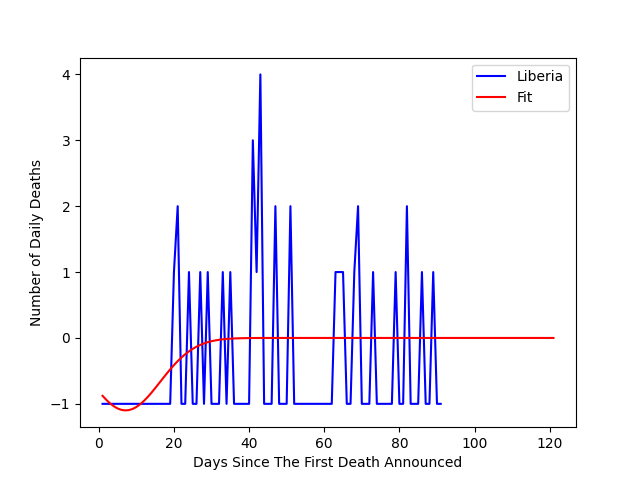 Liberia
Fit
4
3
2
1
0
−1
Number of Daily Deaths
0 20 40 60 80 100 120
Days Since The First Death Announced